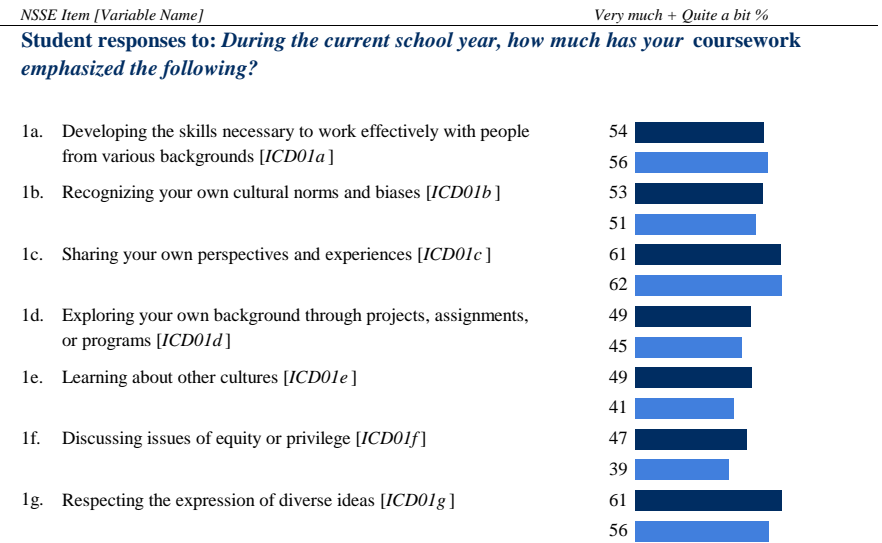 NSSE Item [Variable Name] Very much + Quite a bit %
Student responses to: During the current school year, how much has your coursework
emphasized the following?
1a. Developing the skills necessary to work effectively with people 54
from various backgrounds [ICD01a] 56
1b. Recognizing your own cultural norms and biases [ICD01b] 53
51
1c. Sharing your own perspectives and experiences [ICD01c] 61
62
1d. Exploring your own background through projects, assignments, 49
or programs [ICD01d] 45
1e. Learning about other cultures [ICD01e] 49
41
1f. Discussing issues of equity or privilege [ICD01f] 47
39
1g. Respecting the expression of diverse ideas [ICD01g] 61
56